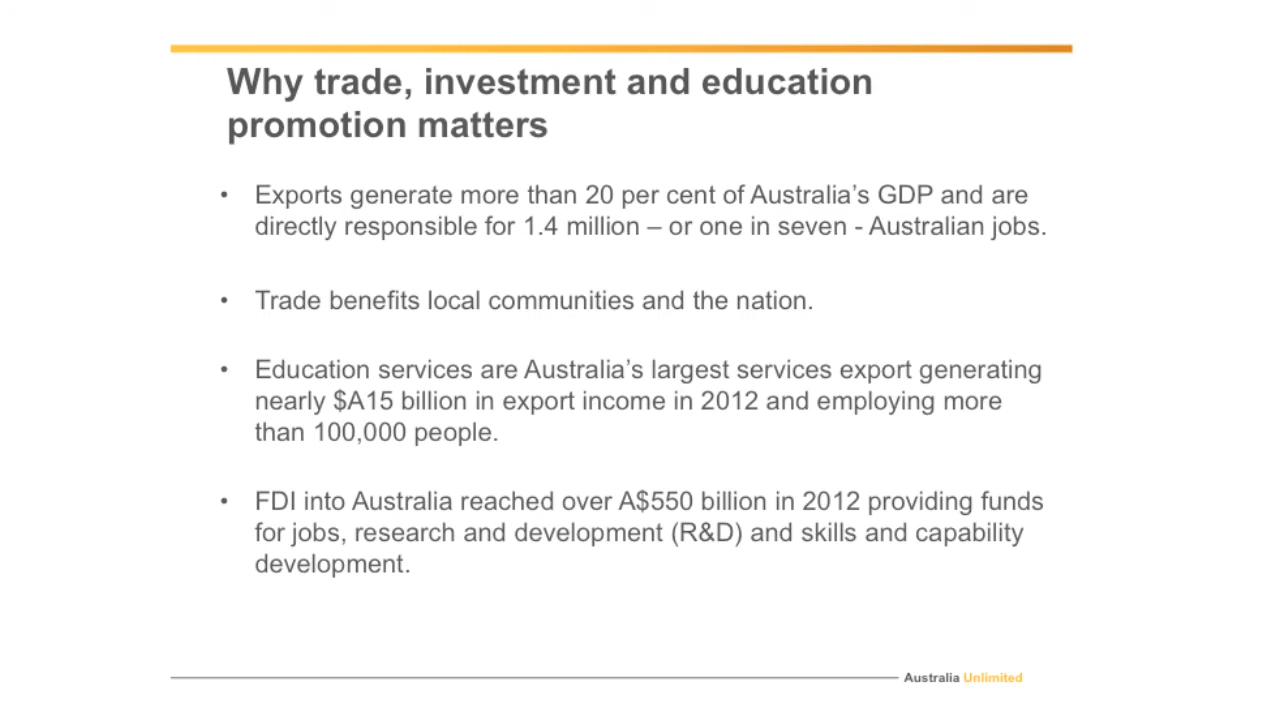 Why trade, investment and education
promotion matters
• Exports generate more than 20 per cent of Australia’s GDP and are
directly responsible for 1.4 million – or one in seven - Australian jobs.
• Trade benefits local communities and the nation.
• Education services are Australia’s largest services export generating
nearly $A15 billion in export income in 2012 and employing more
than 100,000 people.
• FDI into Australia reached over A$550 billion in 2012 providing funds
for jobs, research and development (R&D) and skills and capability
development.
Australia Unlimited